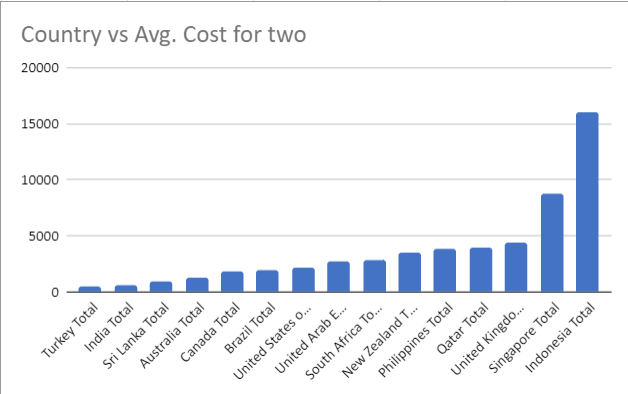 Country vs Avg. Cost for two
20000
15000
10000
5000
0
Turkey Total
India Total
Sri Lanka Total
Australia Total
Canada Total
Brazil Total
United States o...
United Arab E...
South Africa To...
New Zealand T...
Philippines Total
Qatar Total
United Kingdo...
Singapore Total
Indonesia Total